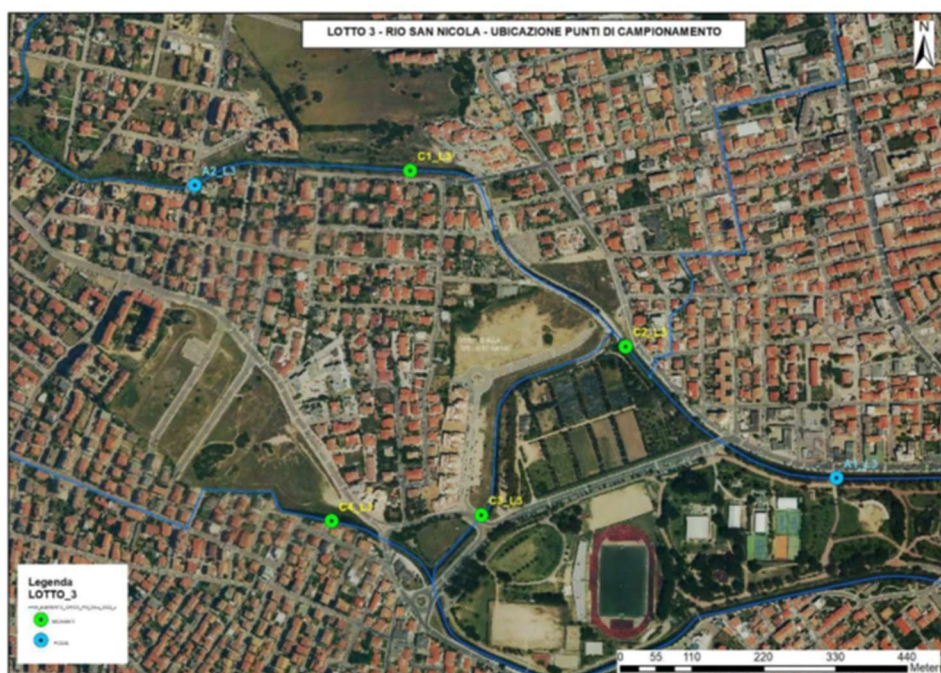 LOTTO 3 - RIO SAN NICOLA - UBICAZIONE PUNTI DI CAMPIONAMENTO
N
C1_L3
A2_L3
C2_L3
A1_L3
C3_L3
C4_L3
Legenda
LOTTO_3
0 55 110 220 330 440
Meters